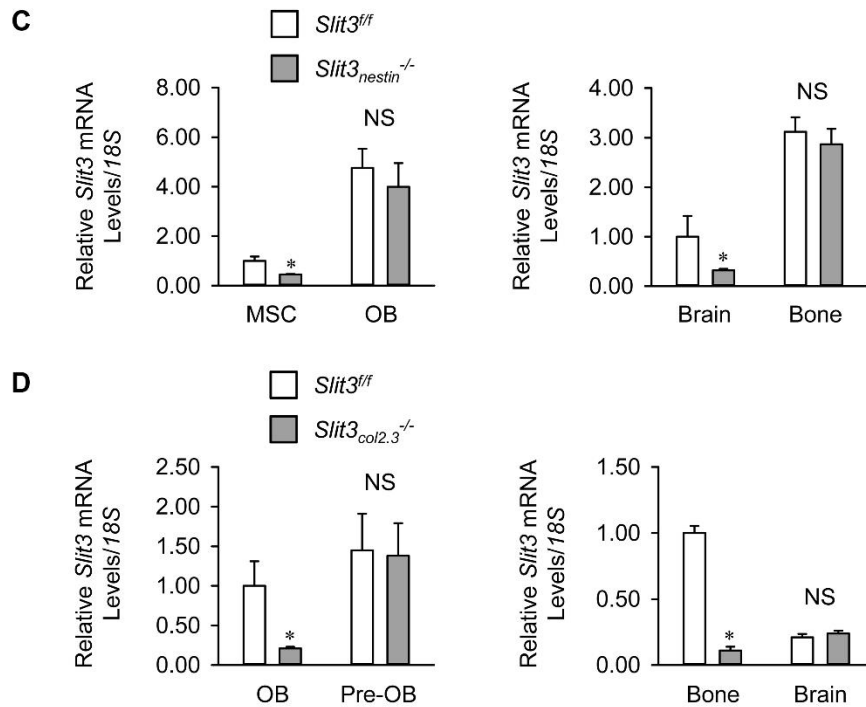 C
Slit3f/f
Slit3nestin-/-
Relative Slit3 mRNA
Levels/18S
8.00
6.00
4.00
2.00
0.00
NS
*
MSC OB
Relative Slit3 mRNA
Levels/18S
4.00
3.00
2.00
1.00
0.00
NS
*
Brain Bone
D
Slit3f/f
Slit3col2.3-/-
Relative Slit3 mRNA
Levels/18S
2.50
2.00
1.50
1.00
0.50
0.00
NS
*
OB Pre-OB
Relative Slit3 mRNA
Levels/18S
1.50
1.00
0.50
0.00
NS
*
Bone Brain